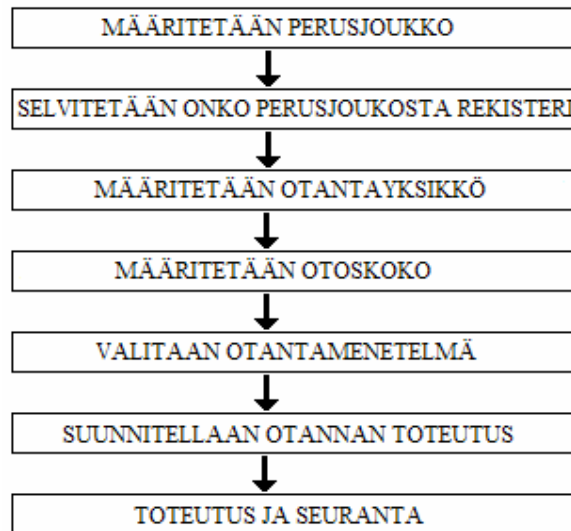 MÄÄRITETÄÄN PERUSJOUKKO
SELVITETÄÄN ONKO PERUSJOUKOSTA REKISTERI
MÄÄRITETÄÄN OTANTAYKSIKKÖ
MÄÄRITETÄÄN OTOSKOKO
VALITAAN OTANTAMENETELMÄ
SUUNNITELLAAN OTANNAN TOTEUTUS
TOTEUTUS JA SEURANTA